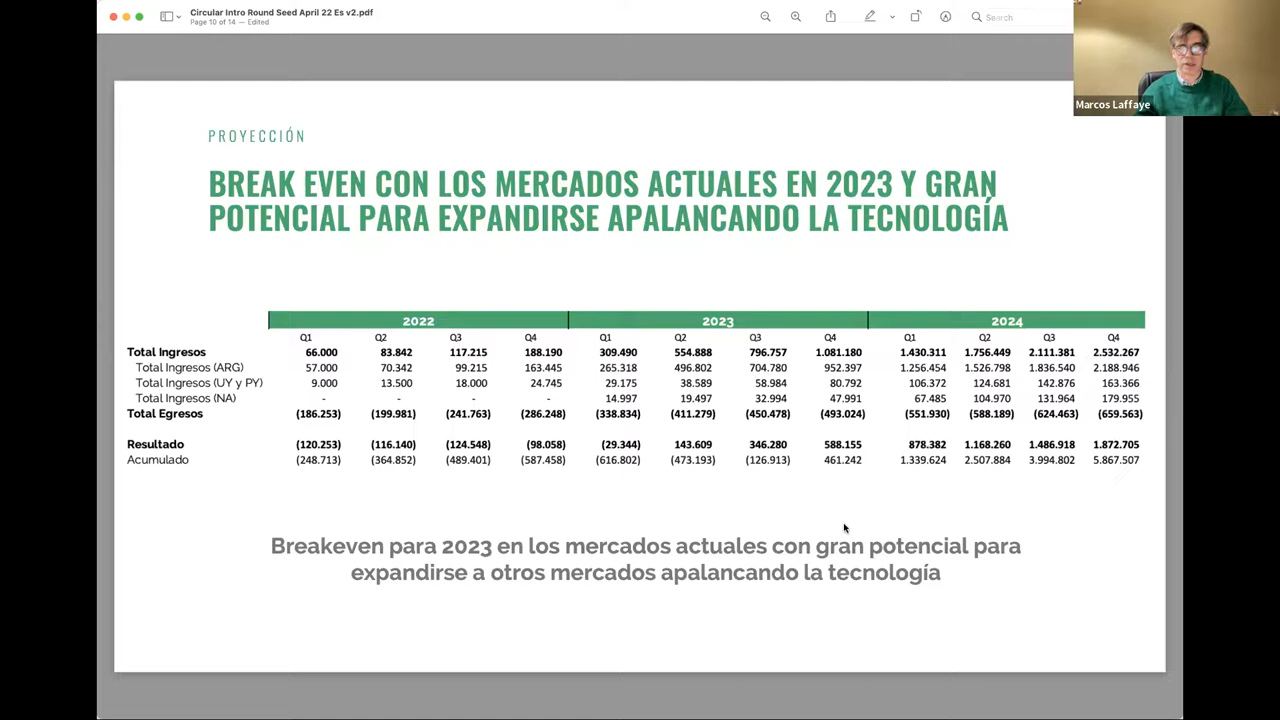 Circular Intro Round Seed April 22 Es v2.pdf
Page 10 of 14 — Edited
Search
Marcos Laffaye
PROYECCIÓN
BREAK EVEN CON LOS MERCADOS ACTUALES EN 2023 Y GRAN
POTENCIAL PARA EXPANDIRSE APALANCANDO LA TECNOLOGÍA
2022 2023 2024
Q1 Q2 Q3 Q4 Q1 Q2 Q3 Q4 Q1 Q2 Q3 Q4
Total Ingresos 66.000 83.842 117.215 188.190 309.490 554.888 796.757 1.081.180 1.430.311 1.756.449 2.111.381 2.532.267
Total Ingresos (ARG) 57.000 70.342 99.215 163.445 265.318 496.802 704.780 952.397 1.256.454 1.526.798 1.836.540 2.188.946
Total Ingresos (UY y PY) 9.000 13.500 18.000 24.745 29.175 38.589 58.984 80.792 106.372 124.681 142.876 163.366
Total Ingresos (NA) - - - - 14.997 19.497 32.994 47.991 67.485 104.970 131.964 179.955
Total Egresos (186.253) (199.981) (241.763) (286.248) (338.834) (411.279) (450.478) (493.024) (551.930) (588.189) (624.463) (659.563)
Resultado (120.253) (116.140) (124.548) (98.058) (29.344) 143.609 346.280 588.155 878.382 1.168.260 1.486.918 1.872.705
Acumulado (248.713) (364.852) (489.401) (587.458) (616.802) (473.193) (126.913) 461.242 1.339.624 2.507.884 3.994.802 5.867.507
Breakeven para 2023 en los mercados actuales con gran potencial para
expandirse a otros mercados apalancando la tecnología